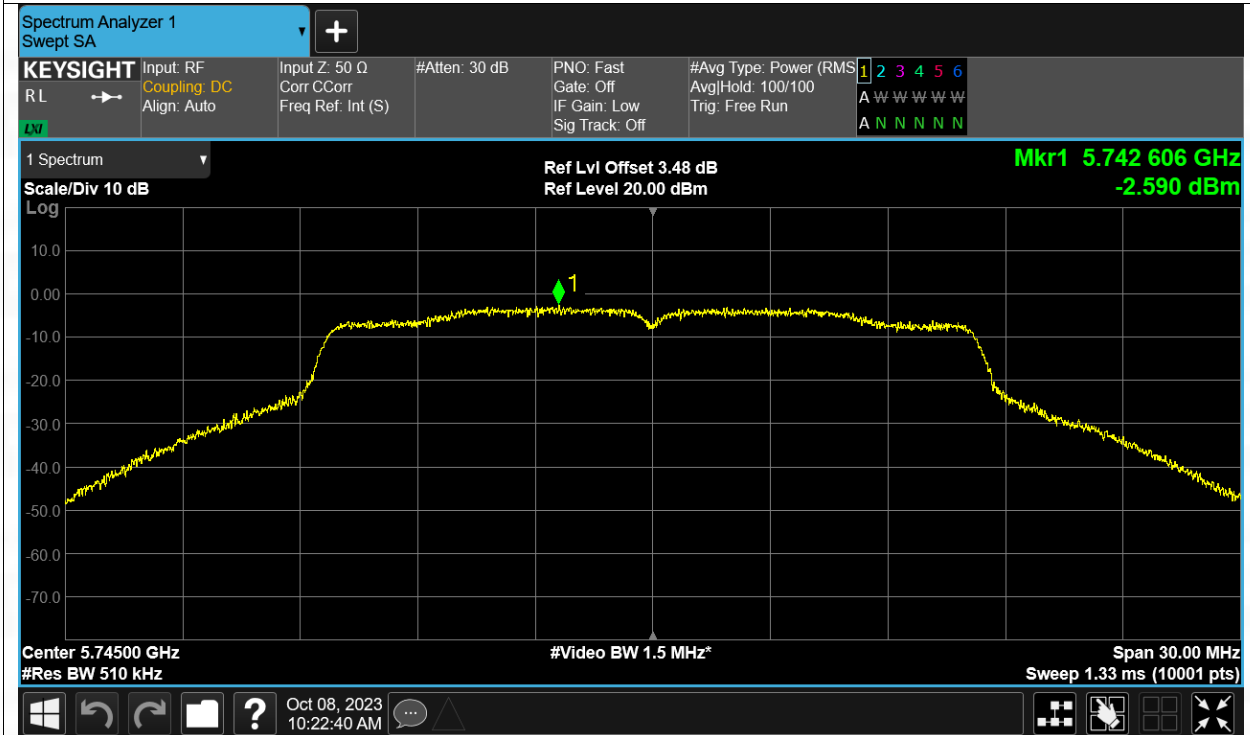 Spectrum Analyzer 1
Swept SA
+
KEYSIGHT
R L
LXI
Input: RF
Coupling: DC
Align: Auto
Input Z: 50 Ω
Corr CCorr
Freq Ref: Int (S)
#Atten: 30 dB
PNO: Fast
Gate: Off
IF Gain: Low
Sig Track: Off
#Avg Type: Power (RMS
Avg|Hold: 100/100
Trig: Free Run
1 2 3 4 5 6
A W W W W W
A N N N N N
1 Spectrum
Scale/Div 10 dB
Log
Ref Lvl Offset 3.48 dB
Ref Level 20.00 dBm
Mkr1 5.742 606 GHz
-2.590 dBm
10.0
1
0.00
-10.0
-20.0
-30.0
-40.0
-50.0
-60.0
-70.0
Center 5.74500 GHz
#Video BW 1.5 MHz*
Span 30.00 MHz
#Res BW 510 kHz
Sweep 1.33 ms (10001 pts)
?
Oct 08, 2023
10:22:40 AM